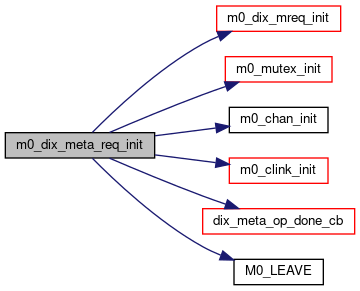 m0_dix_mreq_init
m0_mutex_init
m0_chan_init
m0_dix_meta_req_init
m0_clink_init
dix_meta_op_done_cb
M0_LEAVE